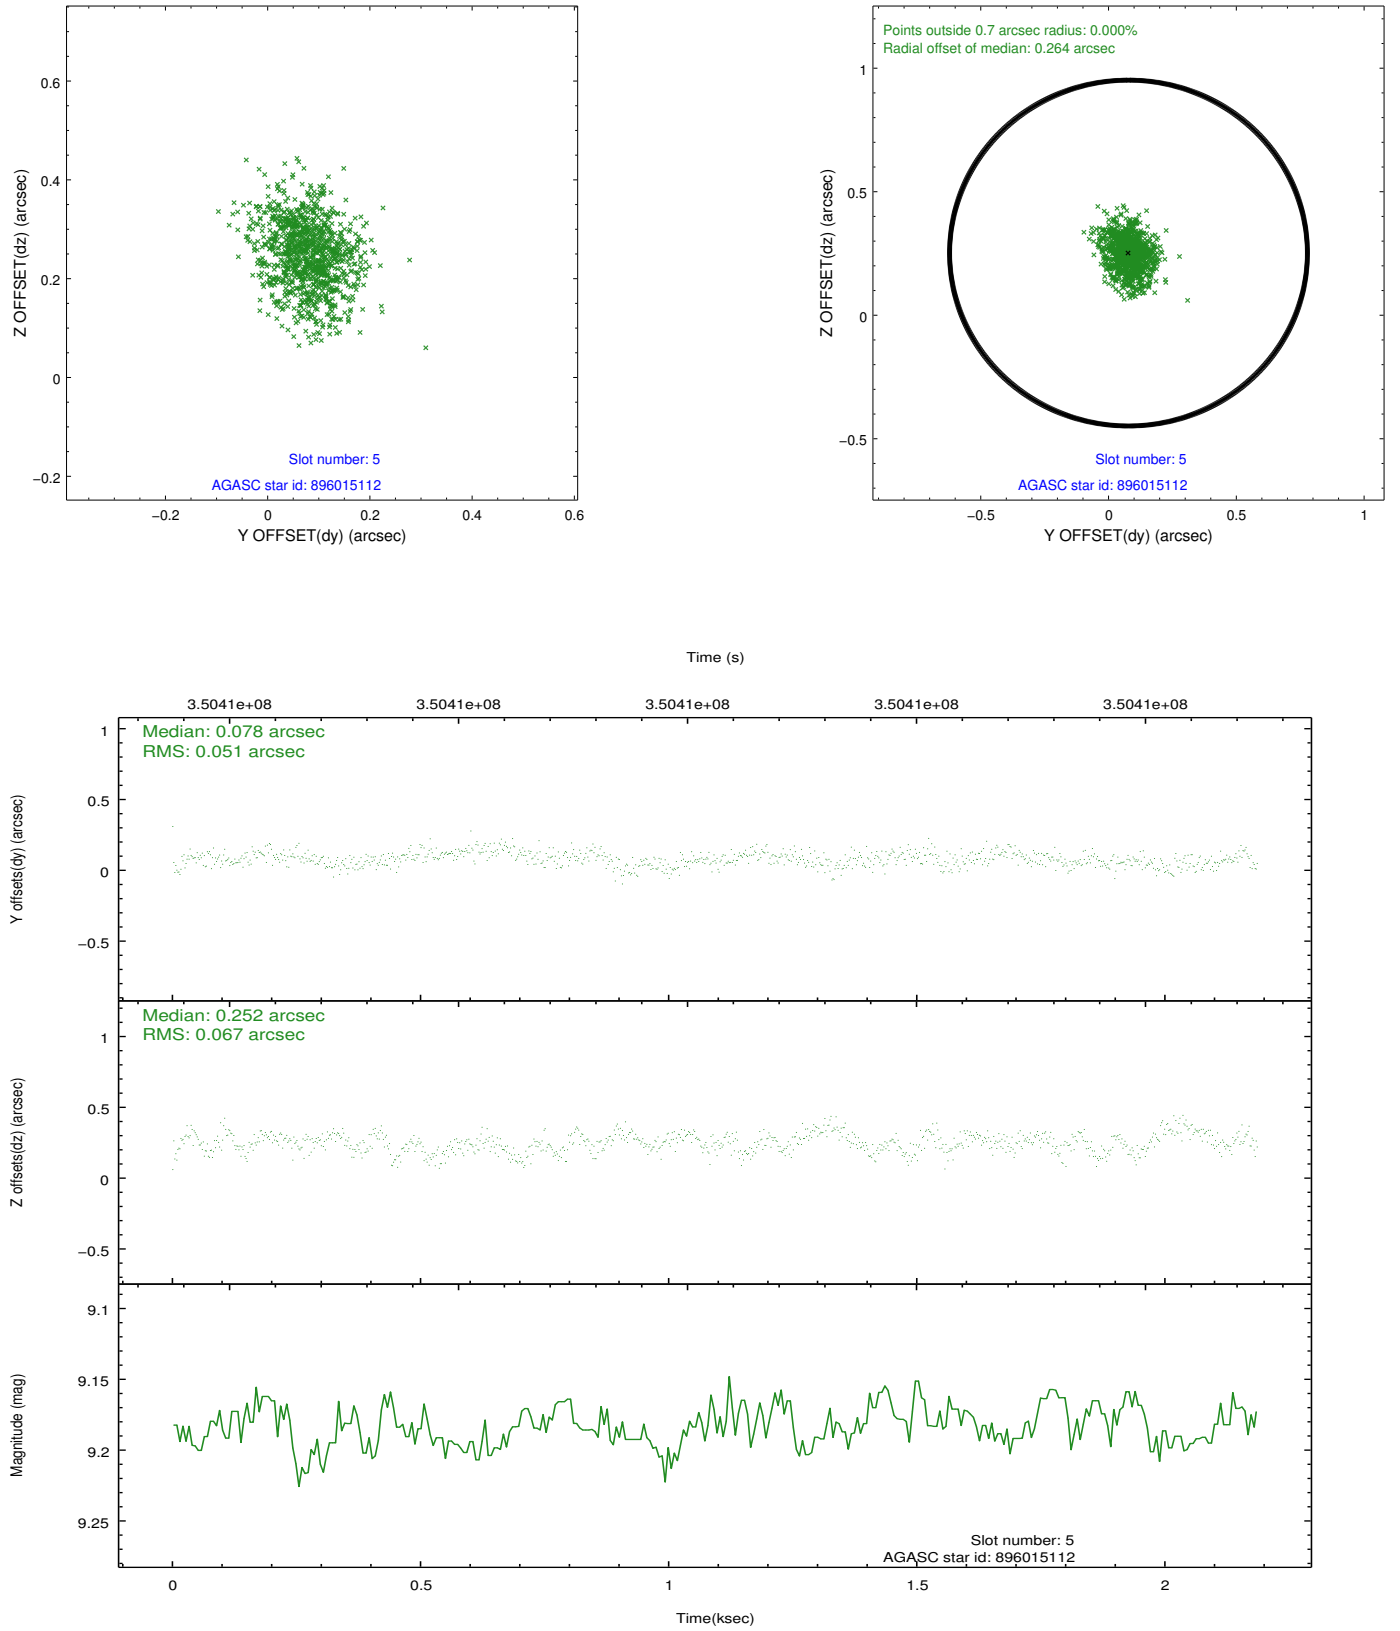 0.6
0.4
0.2
0
−0.2
Z OFFSET(dz) (arcsec)
Slot number: 5
AGASC star id: 896015112
−0.2 0 0.2 0.4 0.6
Y OFFSET(dy) (arcsec)
Points outside 0.7 arcsec radius: 0.000%
Radial offset of median: 0.264 arcsec
1
0.5
0
−0.5
Z OFFSET(dz) (arcsec)
Slot number: 5
AGASC star id: 896015112
−0.5 0 0.5 1
Y OFFSET(dy) (arcsec)
Time (s)
3.5041e+08 3.5041e+08 3.5041e+08 3.5041e+08 3.5041e+08
Median: 0.078 arcsec
RMS: 0.051 arcsec
1
0.5
0
−0.5
Y offsets(dy) (arcsec)
Median: 0.252 arcsec
RMS: 0.067 arcsec
1
0.5
0
−0.5
Z offsets(dz) (arcsec)
9.1
9.15
9.2
9.25
Magnitude (mag)
Slot number: 5
AGASC star id: 896015112
0 0.5 1 1.5 2
Time(ksec)